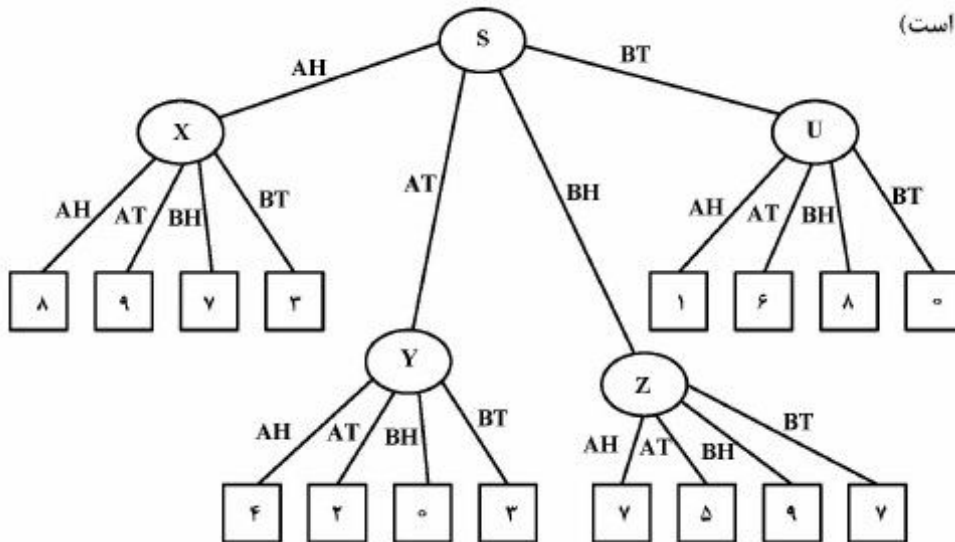 است)
S
AH BT
X U
AT BH
AH AT BH BT AH AT BH BT
۸ ۹ ۷ ۳ ۱ ۶ ۸ ۰
Y Z
AH AT BH BT AH AT BH BT
۴ ۲ ۰ ۳ ۷ ۵ ۹ ۷